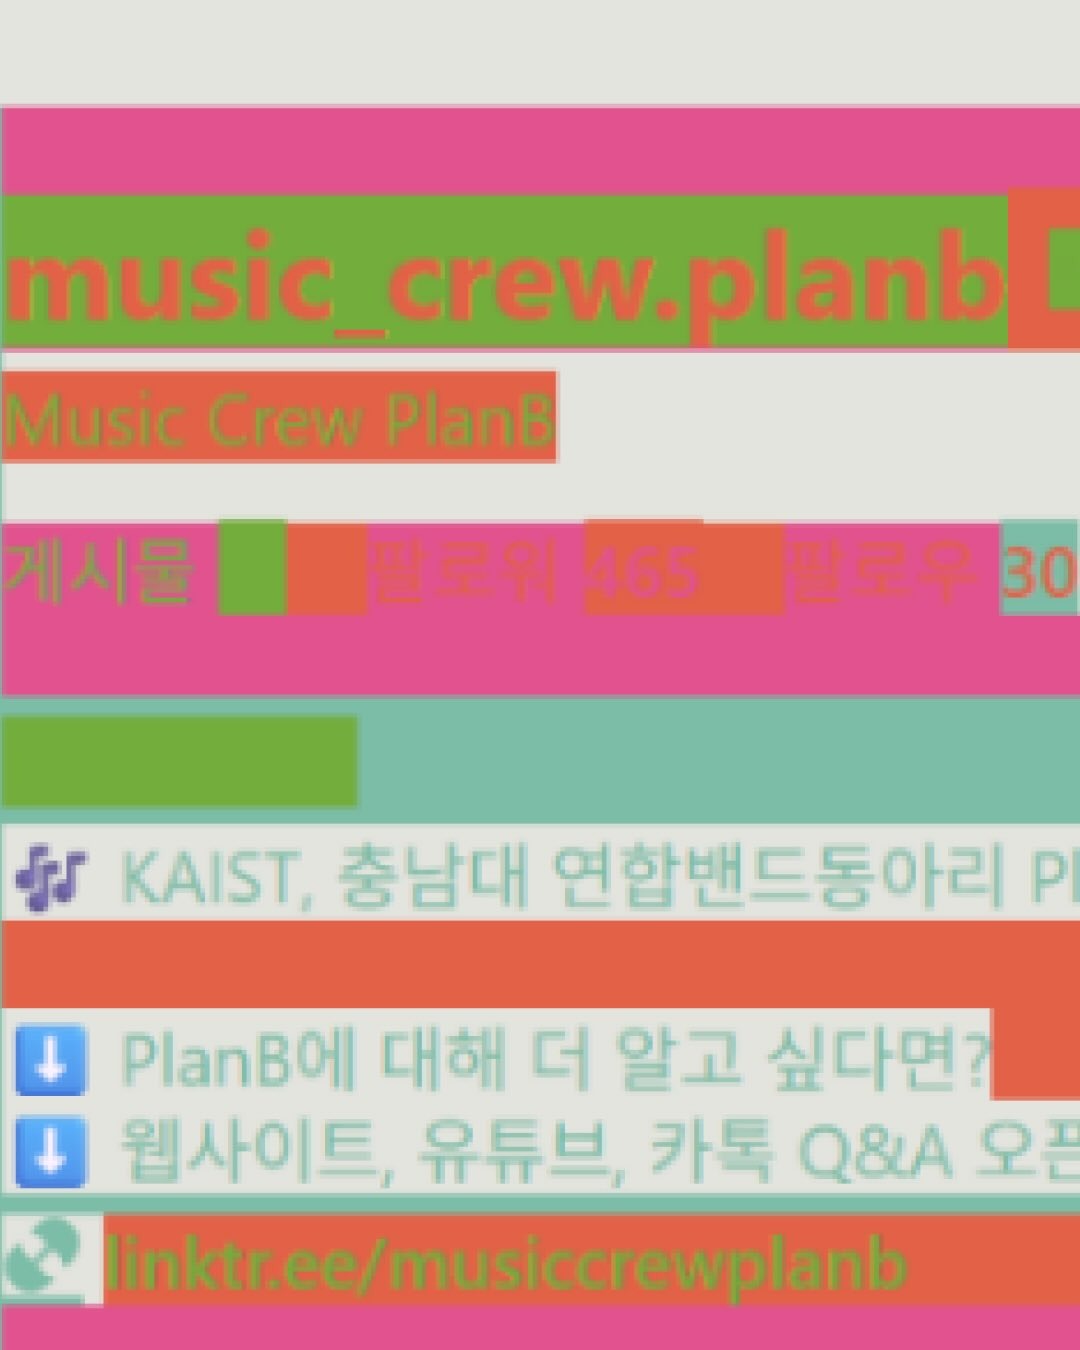 music_crew.planb
Music Crew PlanB
게시물 팔로워 465 팔로우 30
KAIST, 충남대 연합밴드동아리
PlanB에 대해 더 알고 싶다면?
웹사이트, 유튜브, 카톡 Q&A
linktr.ee/musiccrewplanb